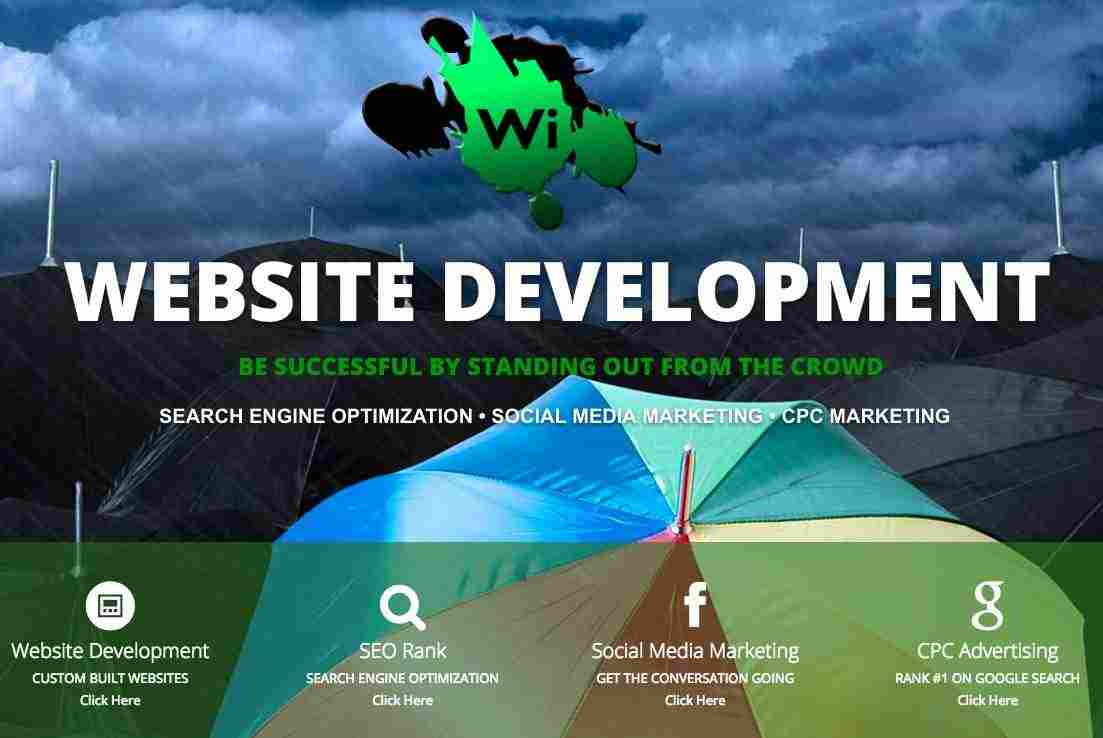 Wi
WEBSITE DEVELOPMENT
BE SUCCESSFUL BY STANDING OUT FROM THE CROWD
SEARCH ENGINE OPTIMIZATION • SOCIAL MEDIA MARKETING • CPC MARKETING
Website Development
CUSTOM BUILT WEBSITES
Click Here
SEO Rank
SEARCH ENGINE OPTIMIZATION
Click Here
f
Social Media Marketing
GET THE CONVERSATION GOING
Click Here
g
CPC Advertising
RANK #1 ON GOOGLE SEARCH
Click Here